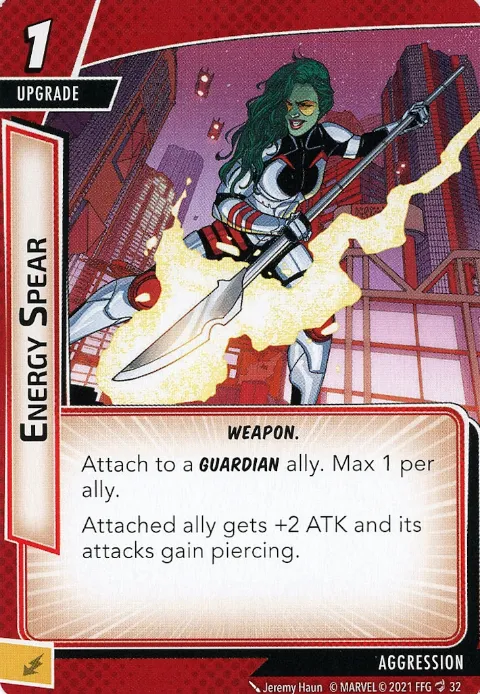 1
UPGRADE
ENERGY SPEAR
WEAPON.
Attach to a GUARDIAN ally. Max 1 per
ally.
Attached ally gets +2 ATK and its
attacks gain piercing.
AGGRESSION
Jeremy Haun © MARVEL © 2021 FFG 32